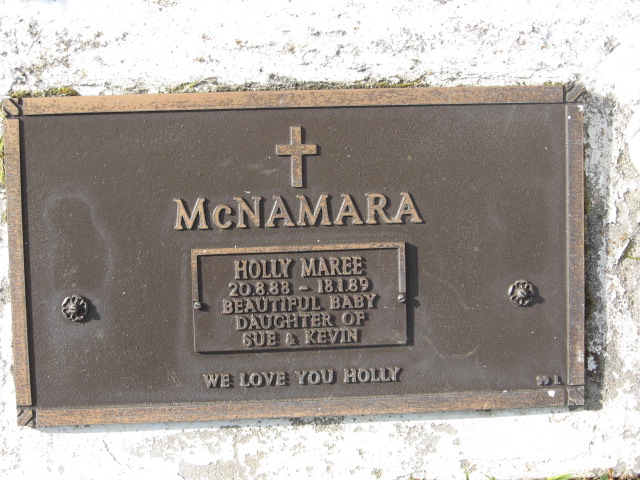 McNAMARA
HOLLY MAREE
20.8.88 - 18.1.89
BEAUTIFUL BABY
DAUGHTER OF
SUE & KEVIN
WE LOVE YOU HOLLY